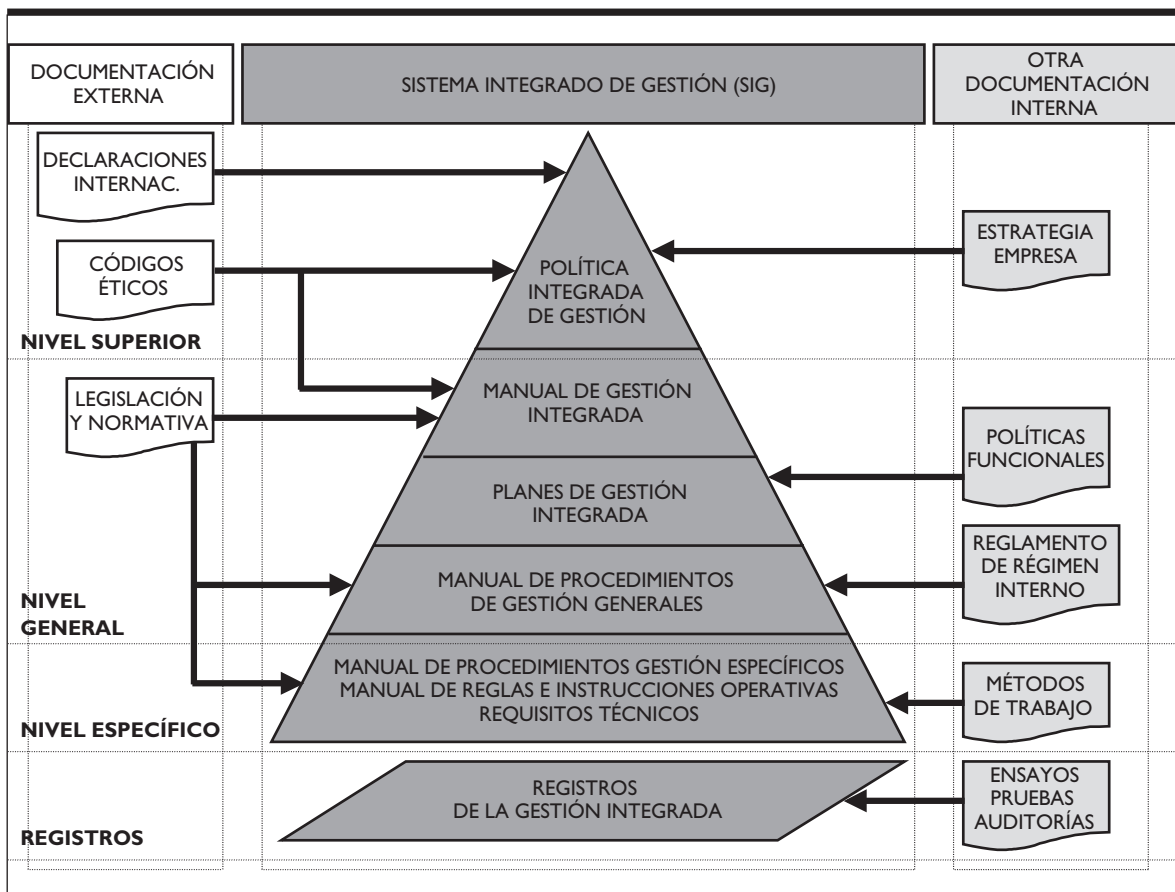 DOCUMENTACIÓN
EXTERNA
SISTEMA INTEGRADO DE GESTIÓN (SIG)
OTRA
DOCUMENTACIÓN
INTERNA
DECLARACIONES
INTERNAC.
CÓDIGOS
ÉTICOS
NIVEL SUPERIOR
POLÍTICA
INTEGRADA
DE GESTIÓN
ESTRATEGIA
EMPRESA
LEGISLACIÓN
Y NORMATIVA
MANUAL DE GESTIÓN
INTEGRADA
PLANES DE GESTIÓN
INTEGRADA
POLÍTICAS
FUNCIONALES
MANUAL DE PROCEDIMIENTOS
DE GESTIÓN GENERALES
REGLAMENTO
DE RÉGIMEN
INTERNO
NIVEL
GENERAL
MANUAL DE PROCEDIMIENTOS GESTIÓN ESPECÍFICOS
MANUAL DE REGLAS E INSTRUCCIONES OPERATIVAS
REQUISITOS TÉCNICOS
MÉTODOS
DE TRABAJO
NIVEL ESPECÍFICO
REGISTROS
DE LA GESTIÓN INTEGRADA
ENSAYOS
PRUEBAS
AUDITORÍAS
REGISTROS